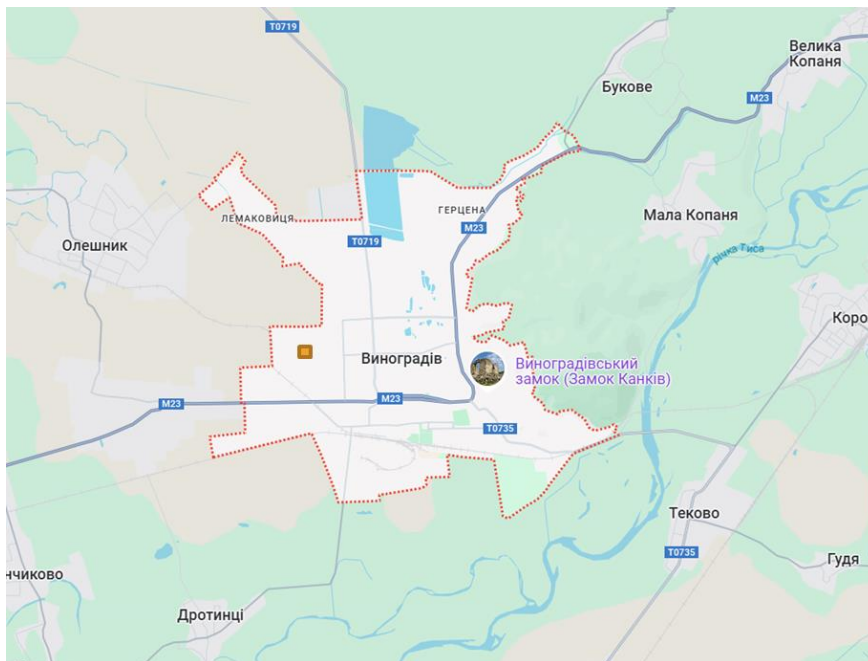 T0719
Велика
Копаня
Букове
M23
ЛЕМАКОВИЦЯ
ГЕРЦЕНА
Мала Копаня
M23
Олешник
T0719
річка Тиса
Коро
Виноградів
Виноградівський
замок (Замок Канків)
M23
M23
T0735
Теково
T0735
Гудя
нчиково
Дротинці